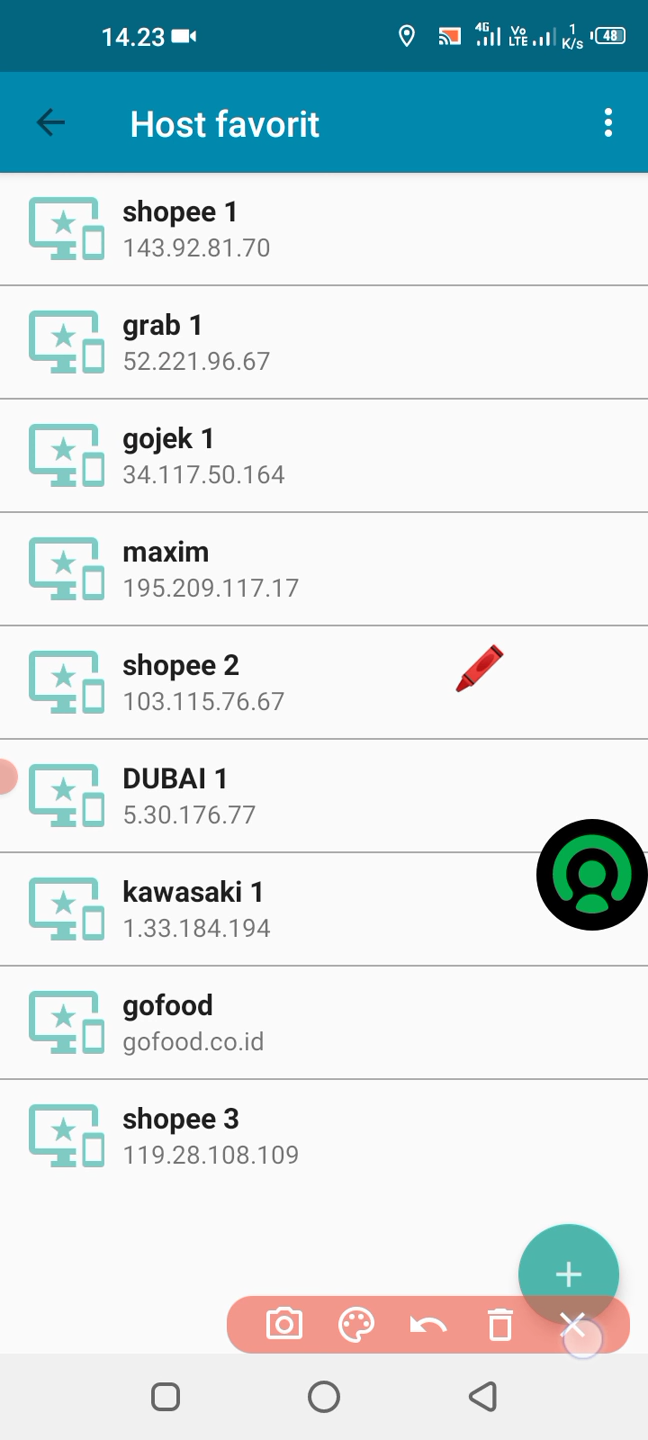 14.23
4G
Vo
LTE
1
K/s
48
Host favorit
shopee 1
143.92.81.70
grab 1
52.221.96.67
gojek 1
34.117.50.164
maxim
195.209.117.17
shopee 2
103.115.76.67
DUBAI 1
5.30.176.77
kawasaki 1
1.33.184.194
gofood
gofood.co.id
shopee 3
119.28.108.109